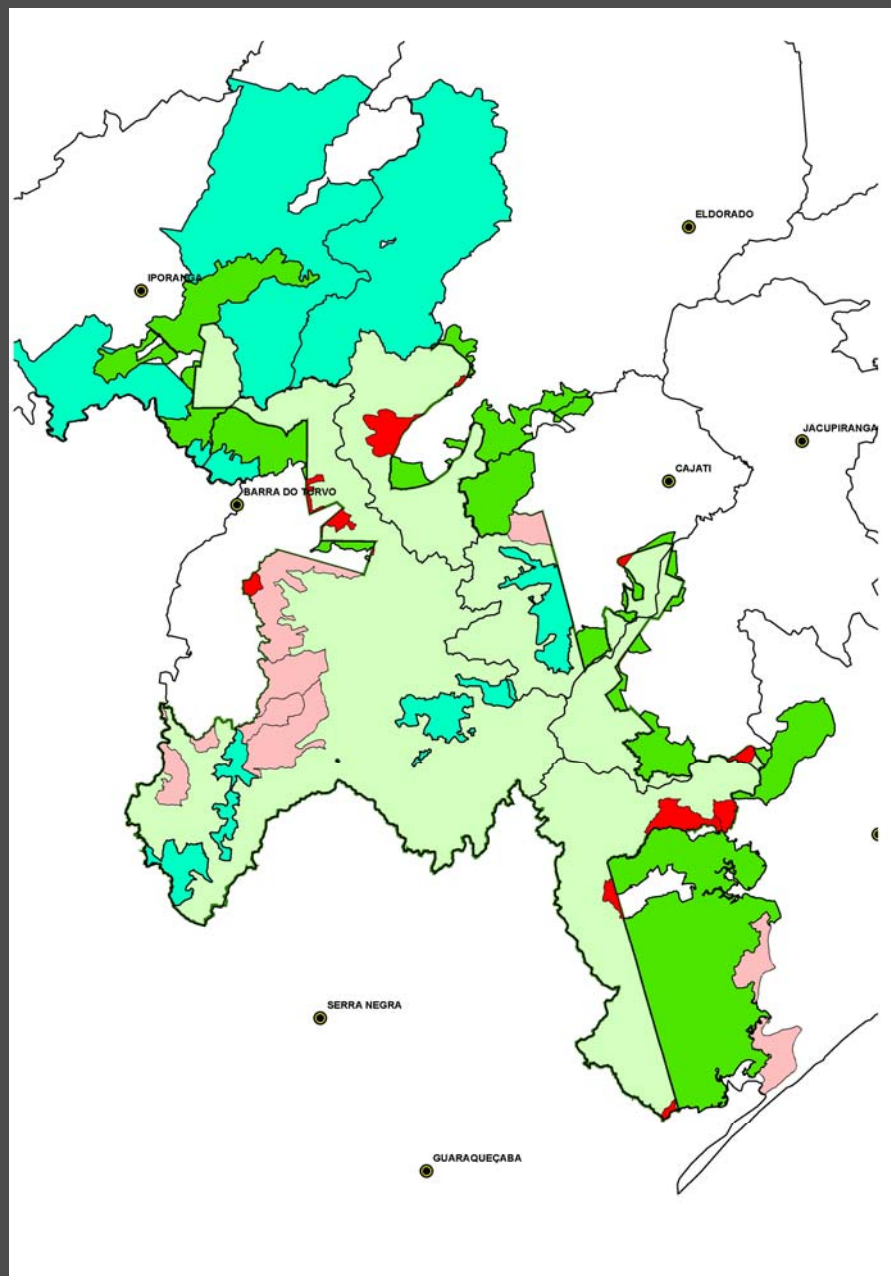 ELDORADO
IPORANGA
JACUPIRANGA
CAJATI
BARRA DO TURVO
SERRA NEGRA
GUARAQUEÇABA